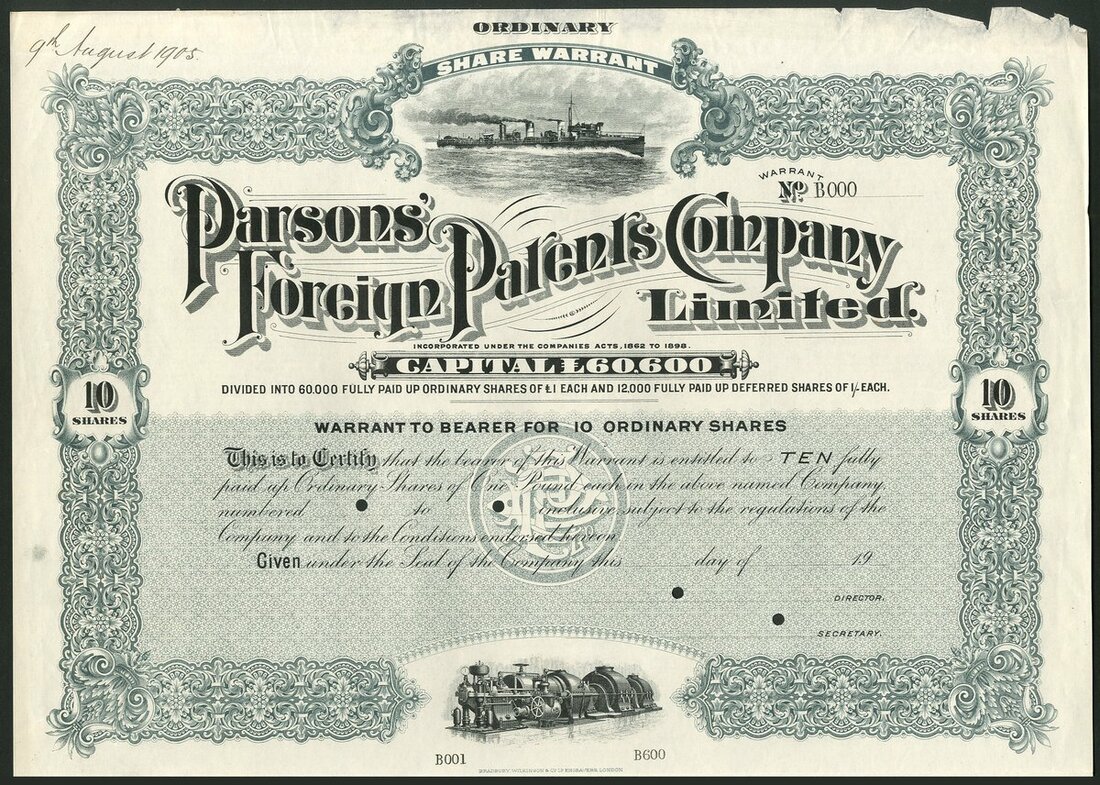 9th August 1905.
ORDINARY
SHARE WARRANT
WARRANT
No. B000
Parsons'
Foreign Patents Company
Limited.
INCORPORATED UNDER THE COMPANIES ACTS, 1862 TO 1898.
CAPITAL £60,600
DIVIDED INTO 60.000 FULLY PAID UP ORDINARY SHARES OF £1 EACH AND 12.000 FULLY PAID UP DEFERRED SHARES OF 1/- EACH.
10
SHARES
10
SHARES
WARRANT TO BEARER FOR 10 ORDINARY SHARES
This is to Certify that the bearer of this Warrant is entitled to TEN fully
paid up Ordinary Shares of One Pound each in the above named Company,
numbered to inclusive, subject to the regulations of the
Company and to the Conditions endorsed hereon.
Given under the Seal of the Company this day of 19
DIRECTOR.
SECRETARY.
B001
B600
BRADBURY, WILKINSON & Co. Ld. ENGRAVERS, LONDON